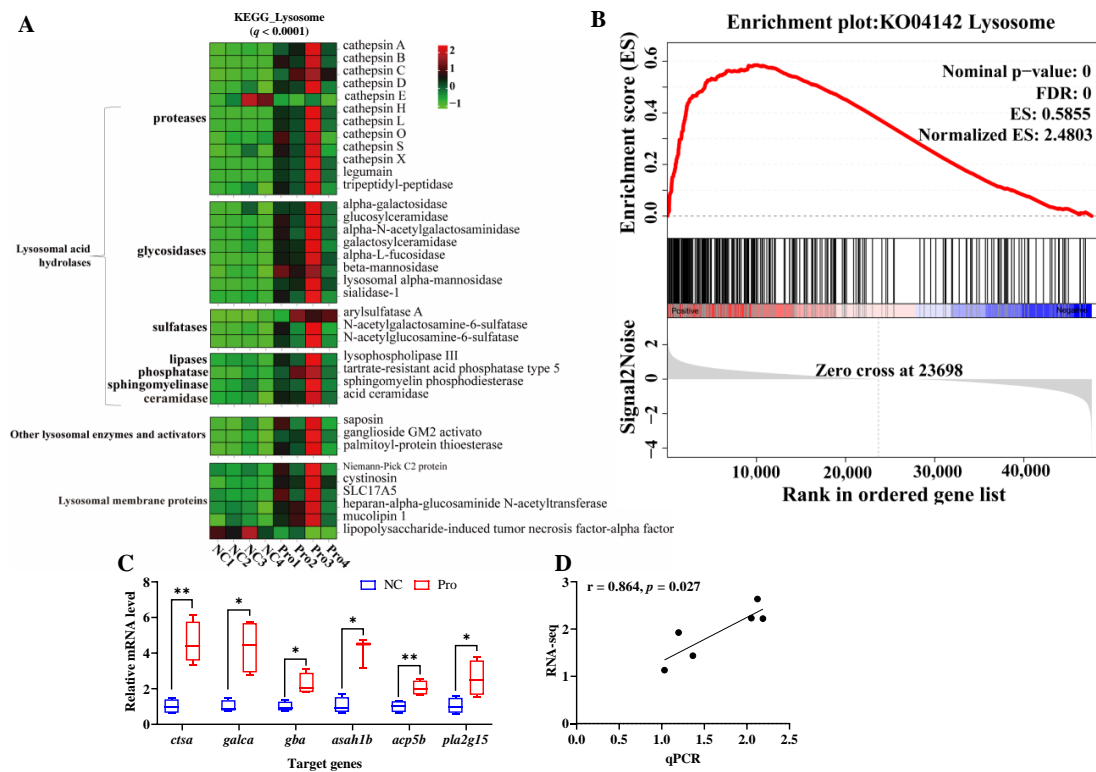 A
KEGG_Lysosome
(q < 0.0001)
cathepsin A
cathepsin B
cathepsin C
cathepsin D
cathepsin E
cathepsin H
cathepsin L
cathepsin O
cathepsin S
cathepsin X
legumain
tripeptidyl-peptidase
proteases
2
1
0
−1
alpha-galactosidase
glucosylceramidase
alpha-N-acetylgalactosaminidase
galactosylceramidase
alpha-L-fucosidase
beta-mannosidase
lysosomal alpha-mannosidase
sialidase-1
glycosidases
Lysosomal acid
hydrolases
arylsulfatase A
N-acetylgalactosamine-6-sulfatase
N-acetylglucosamine-6-sulfatase
sulfatases
lipases
phosphatase
sphingomyelinase
ceramidase
lysophospholipase III
tartrate-resistant acid phosphatase type 5
sphingomyelin phosphodiesterase
acid ceramidase
Other lysosomal enzymes and activators
saposin
ganglioside GM2 activato
palmitoyl-protein thioesterase
Lysosomal membrane proteins
Niemann-Pick C2 protein
cystinosin
SLC17A5
heparan-alpha-glucosaminide N-acetyltransferase
mucolipin 1
lipopolysaccharide-induced tumor necrosis factor-alpha factor
NC1 NC2 NC3 NC4 Pro1 Pro2 Pro3 Pro4
B
Enrichment plot:KO04142 Lysosome
Enrichment score (ES)
0.6
0.4
0.2
0.0
Nominal p−value: 0
FDR: 0
ES: 0.5855
Normalized ES: 2.4803
Positive
Negative
Signal2Noise
2
0
−2
−4
Zero cross at 23698
10,000 20,000 30,000 40,000
Rank in ordered gene list
C
NC Pro
Relative mRNA level
8
6
4
2
0
** * * * ** *
ctsa galca gba asah1b acp5b pla2g15
Target genes
D
r = 0.864, p = 0.027
RNA-seq
3
2
1
0
0.0 0.5 1.0 1.5 2.0 2.5
qPCR